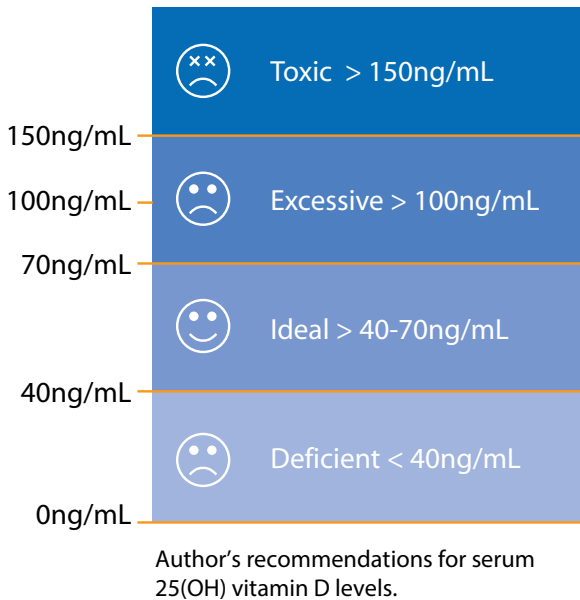 Toxic > 150ng/mL
150ng/mL
100ng/mL
Excessive > 100ng/mL
70ng/mL
Ideal > 40-70ng/mL
40ng/mL
Deficient < 40ng/mL
0ng/mL
Author's recommendations for serum
25(OH) vitamin D levels.